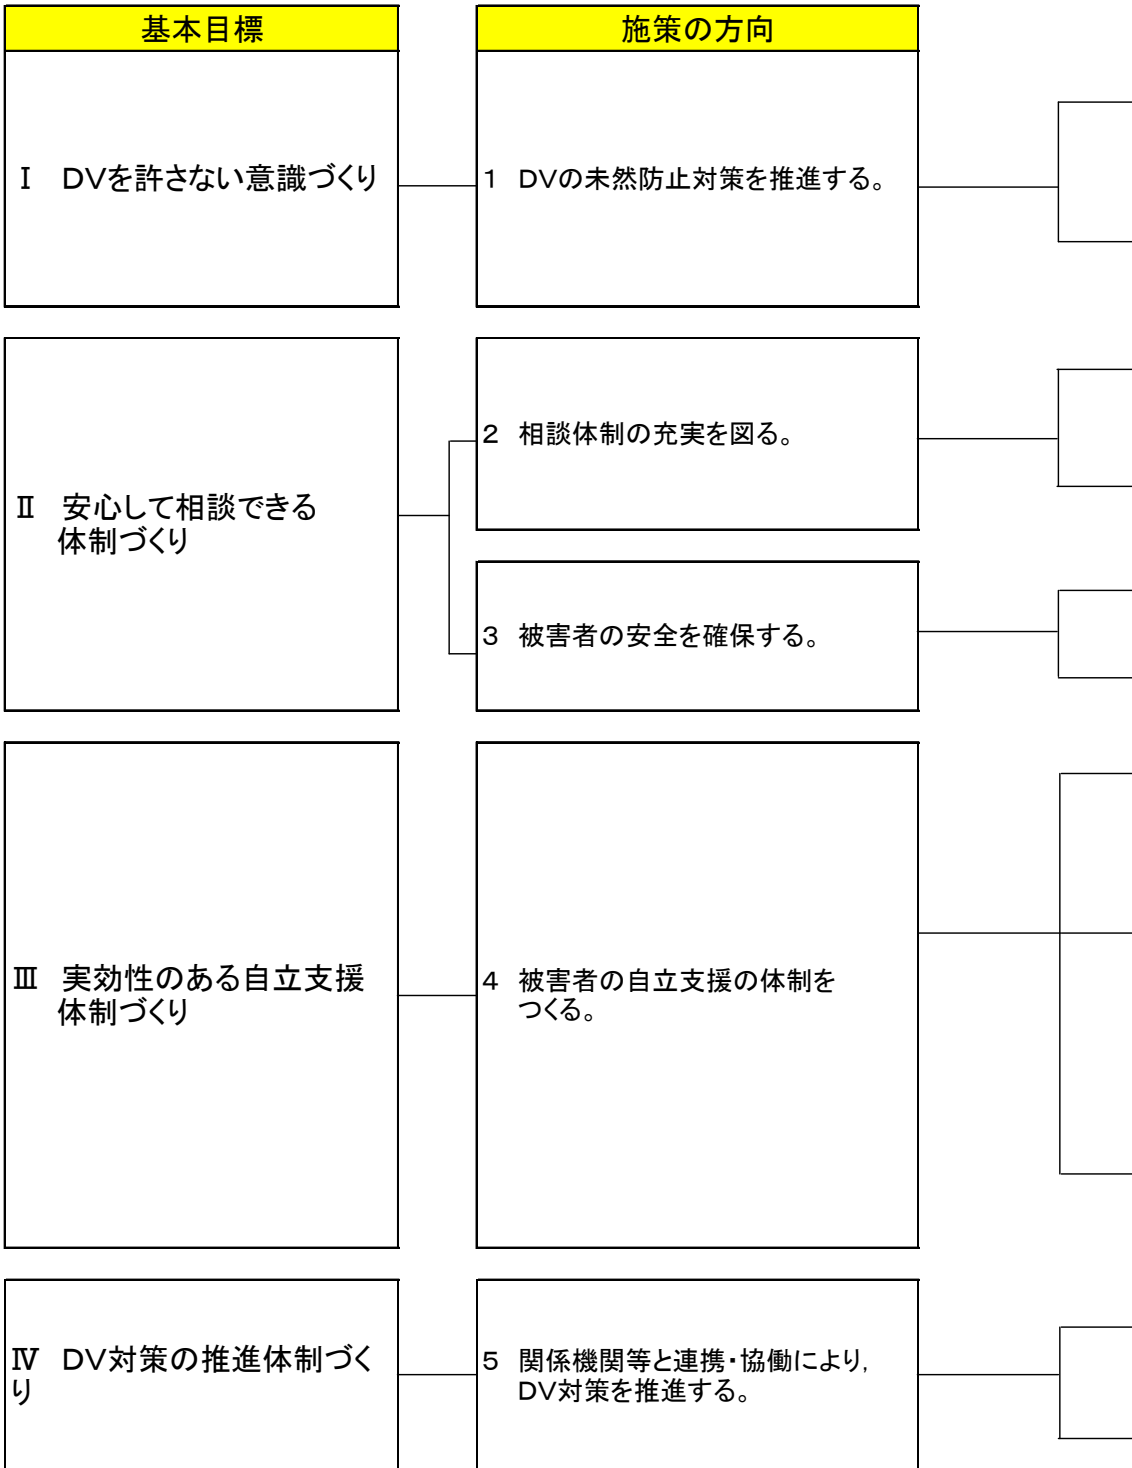 基本目標
施策の方向
Ⅰ　DVを許さない意識づくり
1　DVの未然防止対策を推進する。
Ⅱ　安心して相談できる
体制づくり
2　相談体制の充実を図る。
3　被害者の安全を確保する。
Ⅲ　実効性のある自立支援
体制づくり
4　被害者の自立支援の体制を
つくる。
Ⅳ　DV対策の推進体制づく
り
5　関係機関等と連携・協働により,
DV対策を推進する。